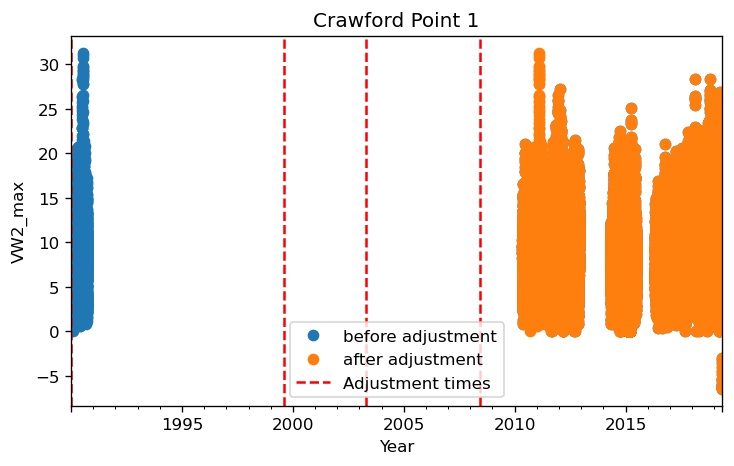 Crawford Point 1
VW2_max
30
25
20
15
10
5
0
−5
before adjustment
after adjustment
Adjustment times
1995
2000
2005
2010
2015
Year